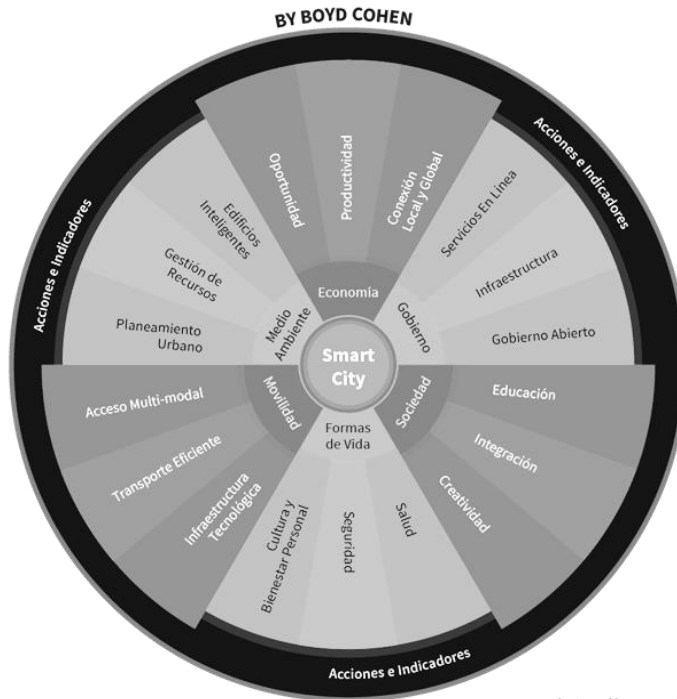 BY BOYD COHEN
Acciones e Indicadores
Acciones e Indicadores
Oportunidad
Productividad
Conexión
Local y Global
Economía
Servicios En Linea
Infraestructura
Gobierno Abierto
Gobierno
Educación
Integración
Creatividad
Sociedad
Salud
Seguridad
Cultura y
Bienestar Personal
Formas
de Vida
Infraestructura
Tecnológica
Transporte Eficiente
Acceso Multi-modal
Movilidad
Planeamiento
Urbano
Gestión de
Recursos
Edificios
Inteligentes
Medio
Ambiente
Smart
City
Acciones e Indicadores